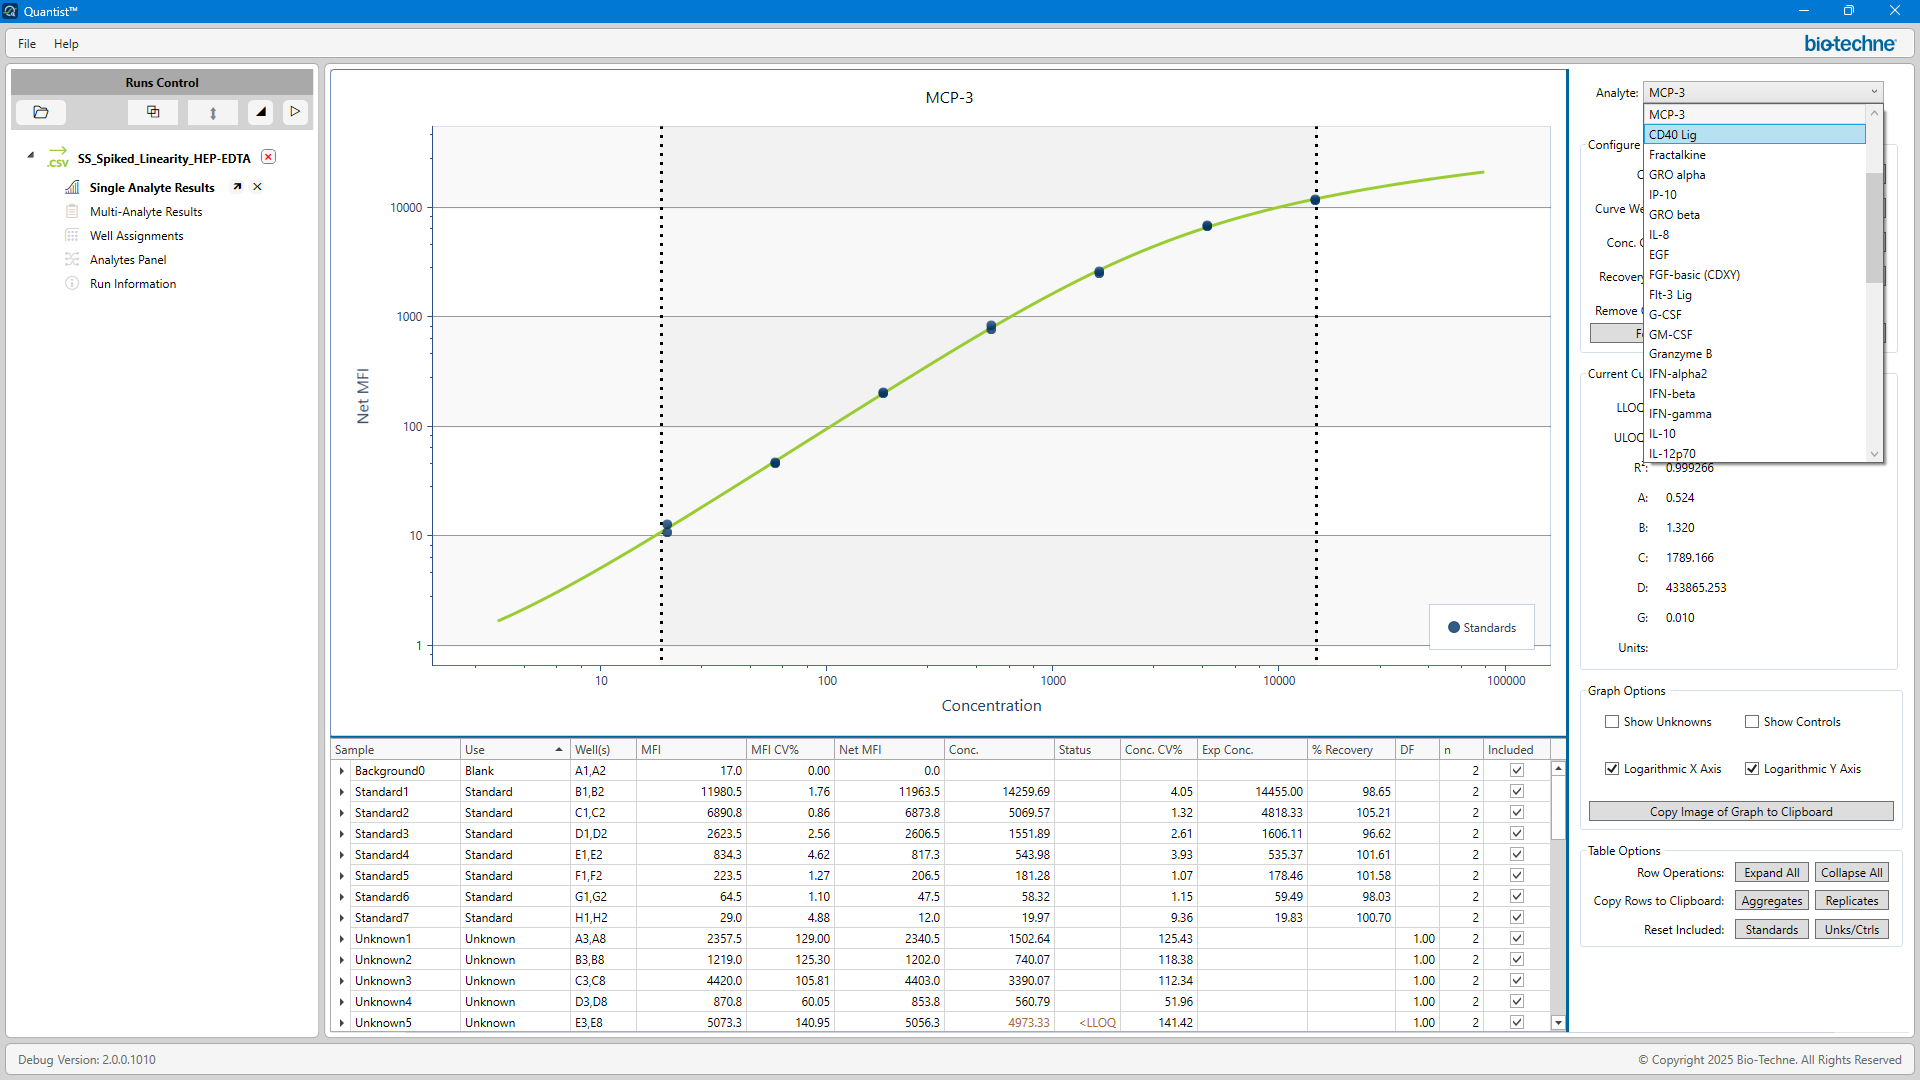 Quantist™
File Help
bio-techne
Runs Control
SS_Spiked_Linearity_HEP-EDTA
.CSV
Single Analyte Results
Multi-Analyte Results
Well Assignments
Analytes Panel
Run Information
MCP-3
Net MFI
10000
1000
100
10
1
10 100 1000 10000 100000
Concentration
Standards
Analyte: MCP-3
MCP-3
CD40 Lig
Fractalkine
GRO alpha
IP-10
GRO beta
IL-8
EGF
FGF-basic (CDXY)
Flt-3 Lig
G-CSF
GM-CSF
Granzyme B
IFN-alpha2
IFN-beta
IFN-gamma
IL-10
IL-12p70
Configure
Curve We
Conc.
Recovery
Remove
Current Cu
LLOQ
ULOQ
R²: 0.999266
A: 0.524
B: 1.320
C: 1789.166
D: 433865.253
G: 0.010
Units:
Graph Options
Show Unknowns Show Controls
Logarithmic X Axis Logarithmic Y Axis
Copy Image of Graph to Clipboard
Table Options
Row Operations: Expand All Collapse All
Copy Rows to Clipboard: Aggregates Replicates
Reset Included: Standards Unks/Ctrls
Sample Use Well(s) MFI MFI CV% Net MFI Conc. Status Conc. CV% Exp Conc. % Recovery DF n Included
Background0 Blank A1,A2 17.0 0.00 0.0 2
Standard1 Standard B1,B2 11980.5 1.76 11963.5 14259.69 4.05 14455.00 98.65 2
Standard2 Standard C1,C2 6890.8 0.86 6873.8 5069.57 1.32 4818.33 105.21 2
Standard3 Standard D1,D2 2623.5 2.56 2606.5 1551.89 2.61 1606.11 96.62 2
Standard4 Standard E1,E2 834.3 4.62 817.3 543.98 3.93 535.37 101.61 2
Standard5 Standard F1,F2 223.5 1.27 206.5 181.28 1.07 178.46 101.58 2
Standard6 Standard G1,G2 64.5 1.10 47.5 58.32 1.15 59.49 98.03 2
Standard7 Standard H1,H2 29.0 4.88 12.0 19.97 9.36 19.83 100.70 2
Unknown1 Unknown A3,A8 2357.5 129.00 2340.5 1502.64 125.43 1.00 2
Unknown2 Unknown B3,B8 1219.0 125.30 1202.0 740.07 118.38 1.00 2
Unknown3 Unknown C3,C8 4420.0 105.81 4403.0 3390.07 112.34 1.00 2
Unknown4 Unknown D3,D8 870.8 60.05 853.8 560.79 51.96 1.00 2
Unknown5 Unknown E3,E8 5073.3 140.95 5056.3 4973.33 <LLOQ 141.42 1.00 2
Debug Version: 2.0.0.1010
© Copyright 2025 Bio-Techne. All Rights Reserved